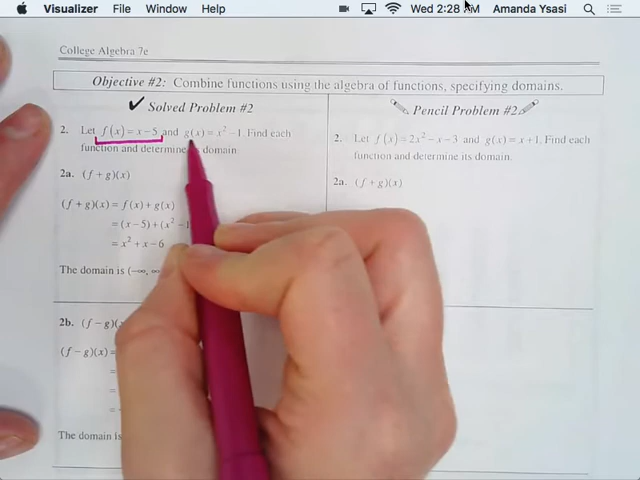 Visualizer File Window Help Wed 2:28 AM Amanda Ysasi
College Algebra 7e
Objective #2: Combine functions using the algebra of functions, specifying domains.
✔ Solved Problem #2
2. Let f(x) = x − 5 and g(x) = x² − 1. Find each
function and determine its domain.
2a. (f + g)(x)
(f + g)(x) = f(x) + g(x)
= (x − 5) + (x² − 1
= x² + x − 6
The domain is (−∞, ∞
2b. (f − g)(x
(f − g)(x) =
=
=
=
The domain is
Pencil Problem #2
2. Let f(x) = 2x² − x − 3 and g(x) = x + 1. Find each
function and determine its domain.
2a. (f + g)(x)